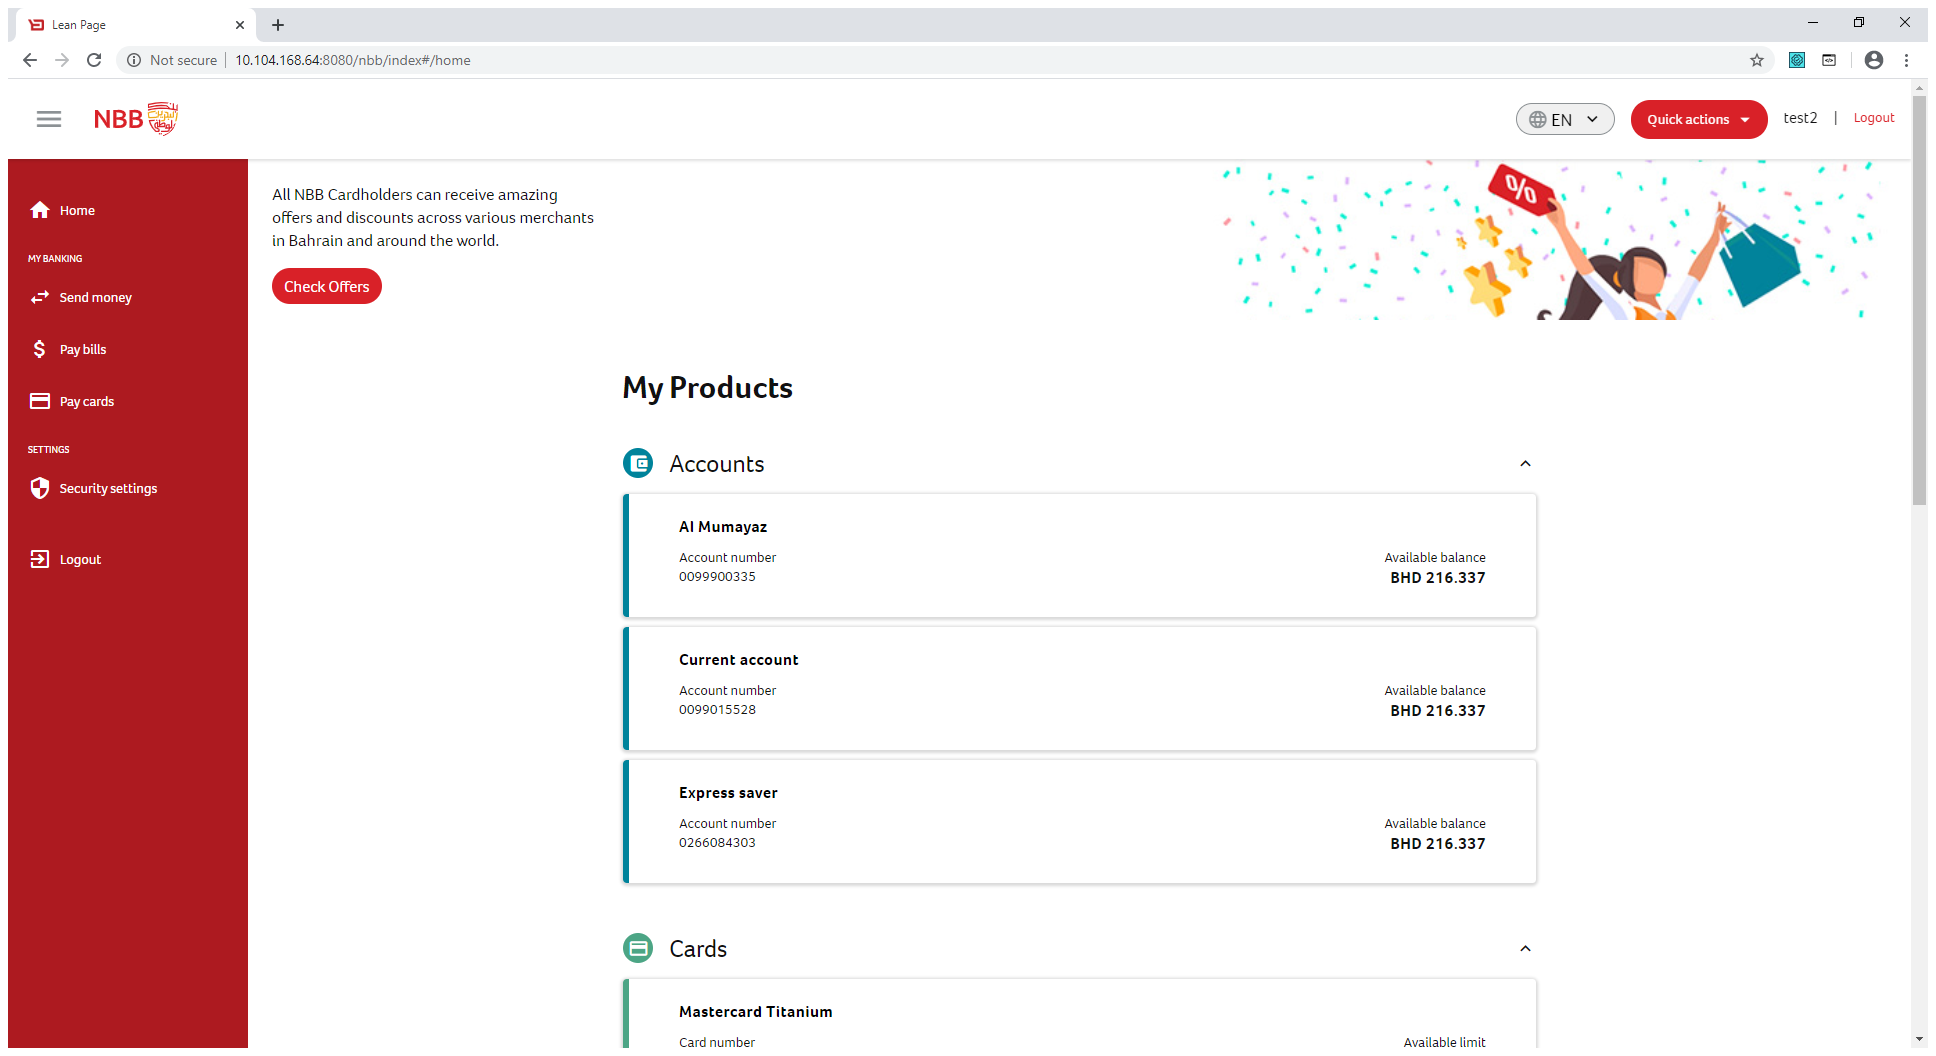 Lean Page
Not secure
10.104.168.64:8080/nbb/index#/home
NBB
EN
Quick actions
test2
|
Logout
Home
MY BANKING
Send money
Pay bills
Pay cards
SETTINGS
Security settings
Logout
All NBB Cardholders can receive amazing
offers and discounts across various merchants
in Bahrain and around the world.
Check Offers
%
My Products
Accounts
Al Mumayaz
Account number
0099900335
Available balance
BHD 216.337
Current account
Account number
0099015528
Available balance
BHD 216.337
Express saver
Account number
0266084303
Available balance
BHD 216.337
Cards
Mastercard Titanium
Card number
Available limit